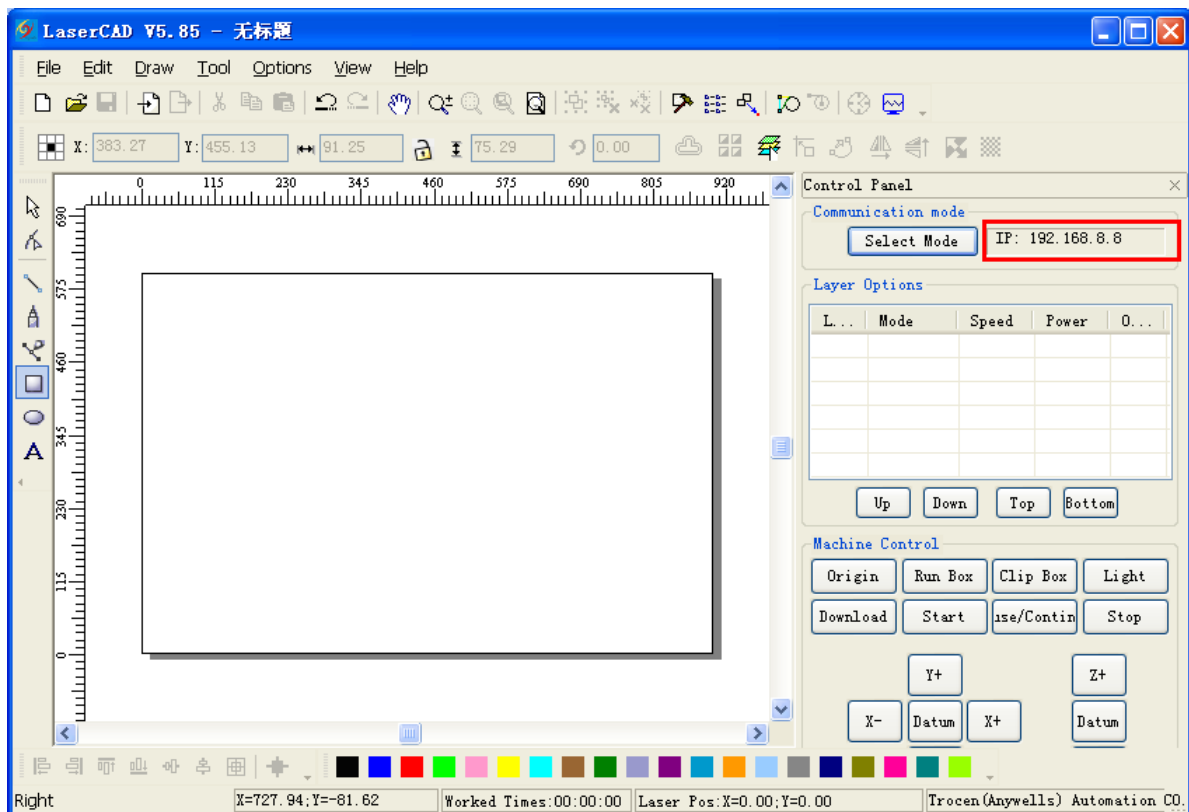 LaserCAD V5.85 - 无标题
File Edit Draw Tool Options View Help
X: 383.27 Y: 455.13 91.25 75.29 0.00
0 115 230 345 460 575 690 805 920
690
575
460
345
230
115
0
Control Panel
Communication mode
Select Mode IP: 192.168.8.8
Layer Options
L... Mode Speed Power O...
Up Down Top Bottom
Machine Control
Origin Run Box Clip Box Light
Download Start use/Contin Stop
Y+ Z+
X- Datum X+ Datum
A
Right X=727.94;Y=-81.62 Worked Times:00:00:00 Laser Pos:X=0.00;Y=0.00 Trocen(Anywells) Automation CO.